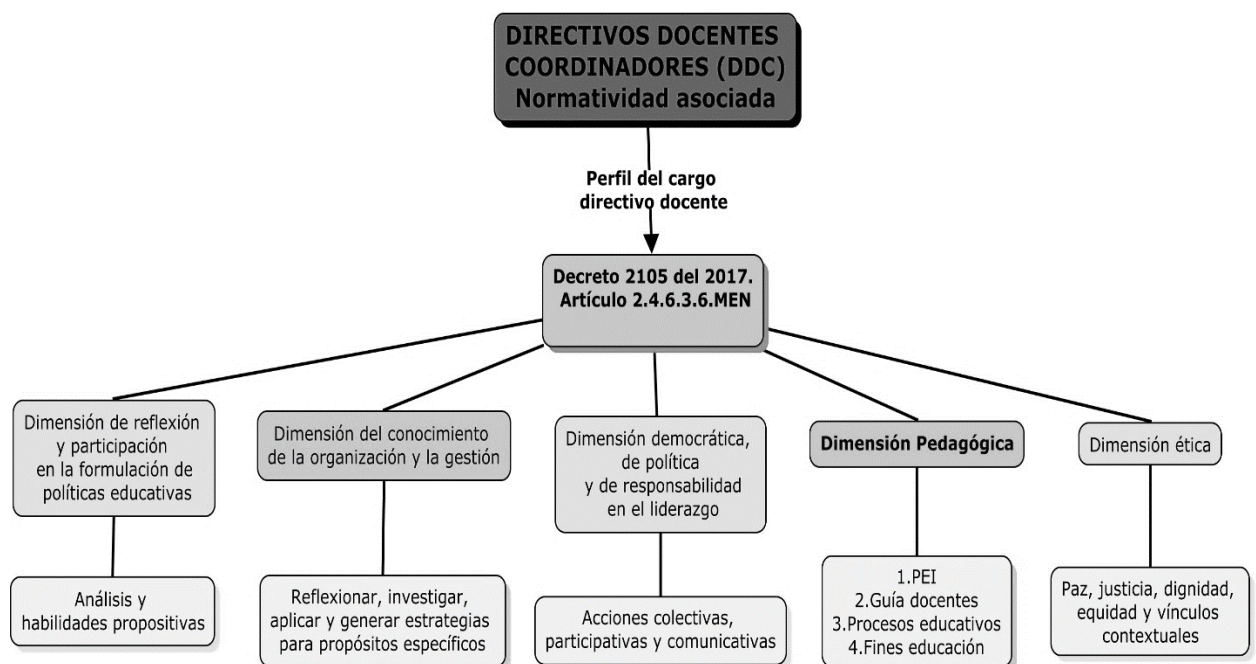 DIRECTIVOS DOCENTES
COORDINADORES (DDC)
Normatividad asociada
Perfil del cargo
directivo docente
Decreto 2105 del 2017.
Artículo 2.4.6.3.6.MEN
Dimensión de reflexión
y participación
en la formulación de
políticas educativas
Dimensión del conocimiento
de la organización y la gestión
Dimensión democrática,
de política
y de responsabilidad
en el liderazgo
Dimensión Pedagógica
Dimensión ética
Análisis y
habilidades propositivas
Reflexionar, investigar,
aplicar y generar estrategias
para propósitos específicos
Acciones colectivas,
participativas y comunicativas
1.PEI
2.Guía docentes
3.Procesos educativos
4.Fines educación
Paz, justicia, dignidad,
equidad y vínculos
contextuales